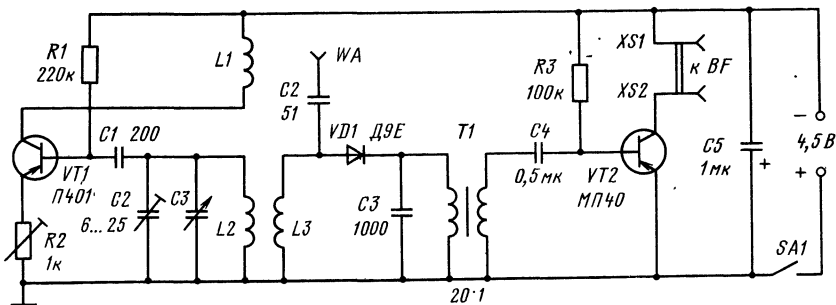 R1
220к
L1
WA
C2
51
VD1 Д9Е
T1
R3
100к
XS1
к BF
XS2
C4
0,5мк
VT2
МП40
C5
1мк
+
−
4,5В
+
SA1
C1 200
VT1
П401
C2
6...25
C3
L2
L3
C3
1000
R2
1к
20:1